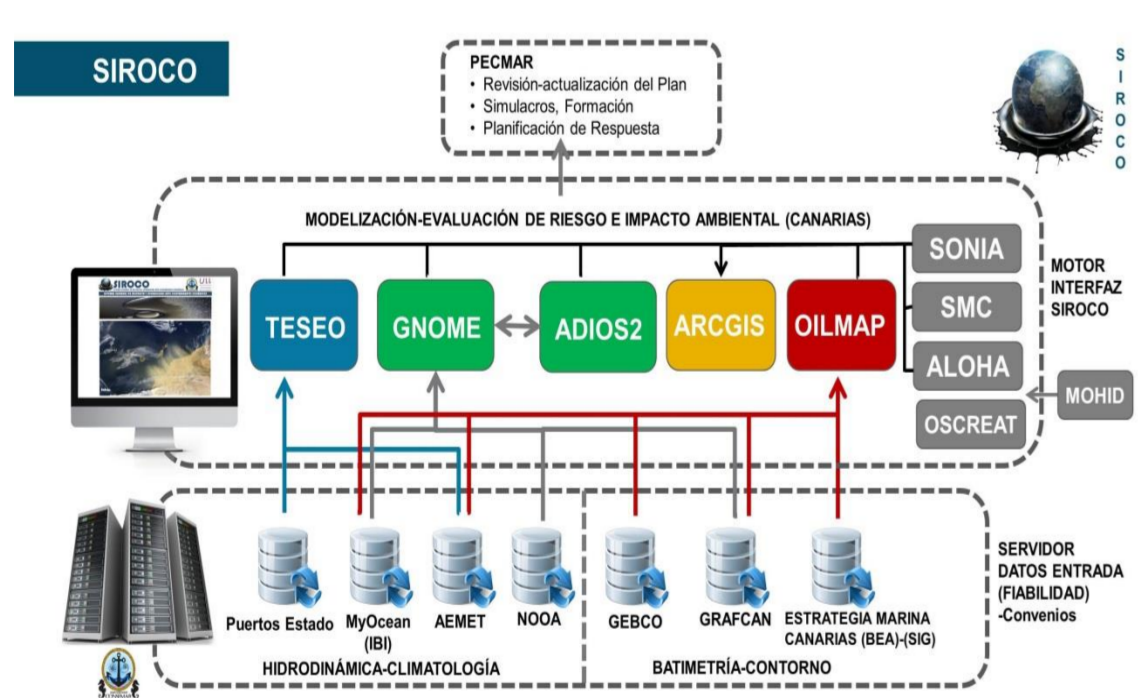 SIROCO
PECMAR
• Revisión-actualización del Plan
• Simulacros, Formación
• Planificación de Respuesta
S
I
R
O
C
O
MODELIZACIÓN-EVALUACIÓN DE RIESGO E IMPACTO AMBIENTAL (CANARIAS)
SIROCO
ULL
TESEO
GNOME
ADIOS2
ARCGIS
OILMAP
SONIA
SMC
ALOHA
OSCREAT
MOTOR
INTERFAZ
SIROCO
MOHID
Puertos Estado
MyOcean
(IBI)
AEMET
NOOA
GEBCO
GRAFCAN
ESTRATEGIA MARINA
CANARIAS (BEA)-(SIG)
HIDRODINÁMICA-CLIMATOLOGÍA
BATIMETRÍA-CONTORNO
SERVIDOR
DATOS ENTRADA
(FIABILIDAD)
-Convenios